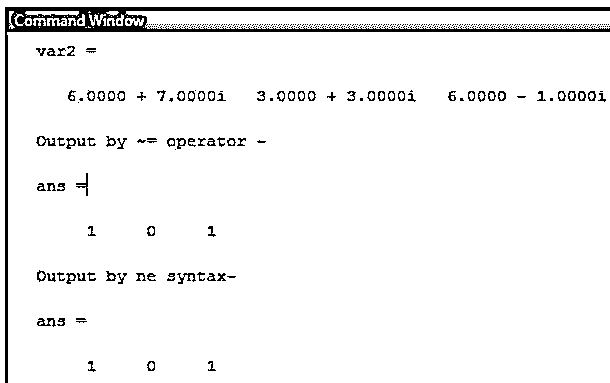 Command Window
var2 =
6.0000 + 7.0000i 3.0000 + 3.0000i 6.0000 - 1.0000i
Output by ~= operator -
ans =
1 0 1
Output by ne syntax-
ans =
1 0 1